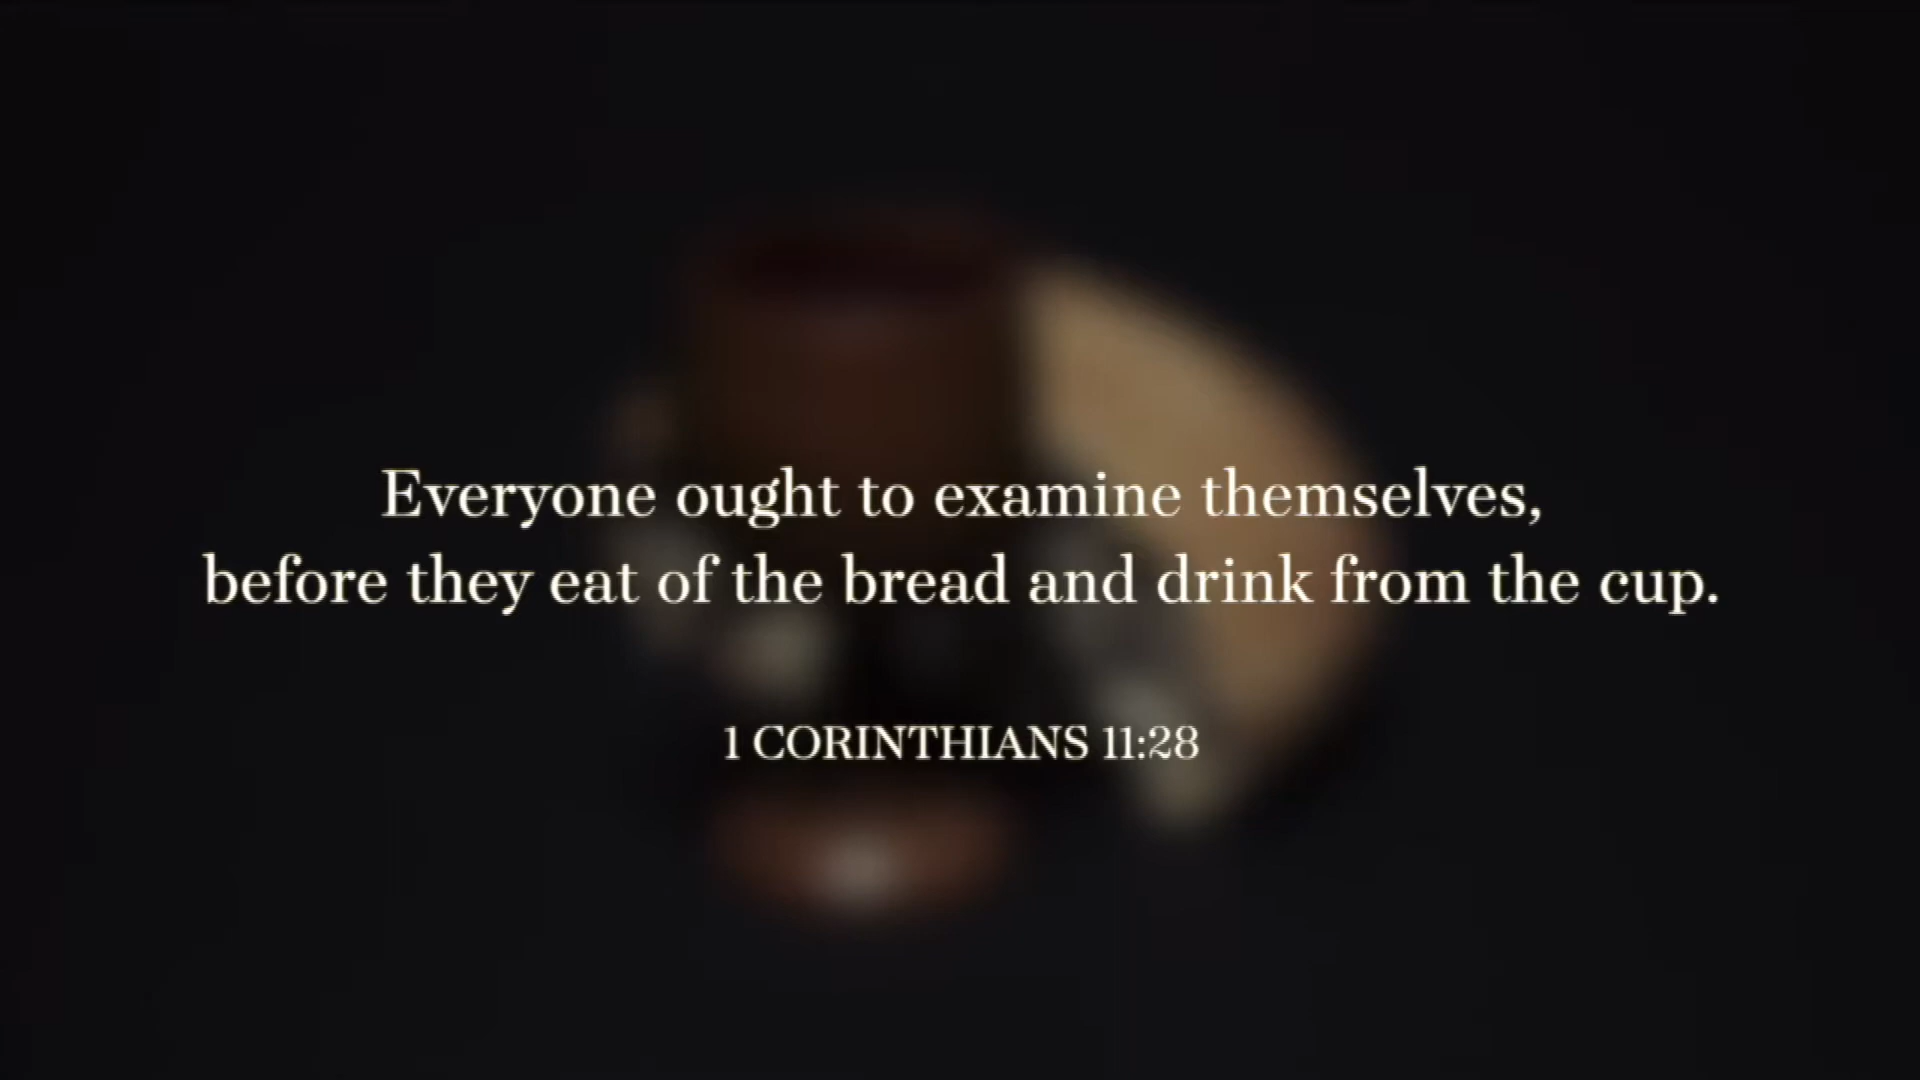 Everyone ought to examine themselves,
before they eat of the bread and drink from the cup.
1 CORINTHIANS 11:28